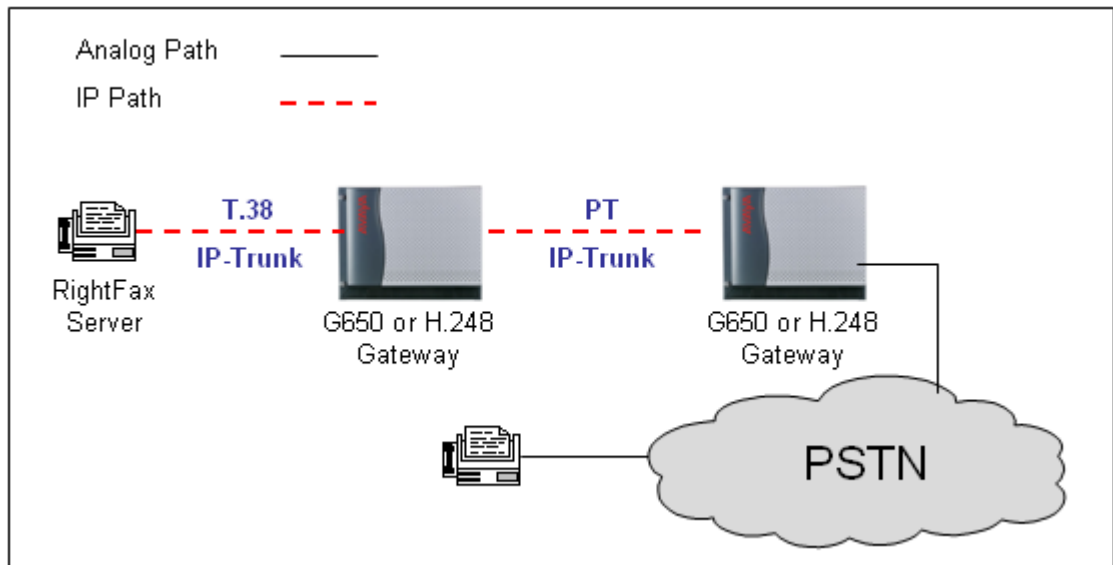 Analog Path
IP Path
T.38
IP-Trunk
PT
IP-Trunk
RightFax
Server
G650 or H.248
Gateway
G650 or H.248
Gateway
PSTN